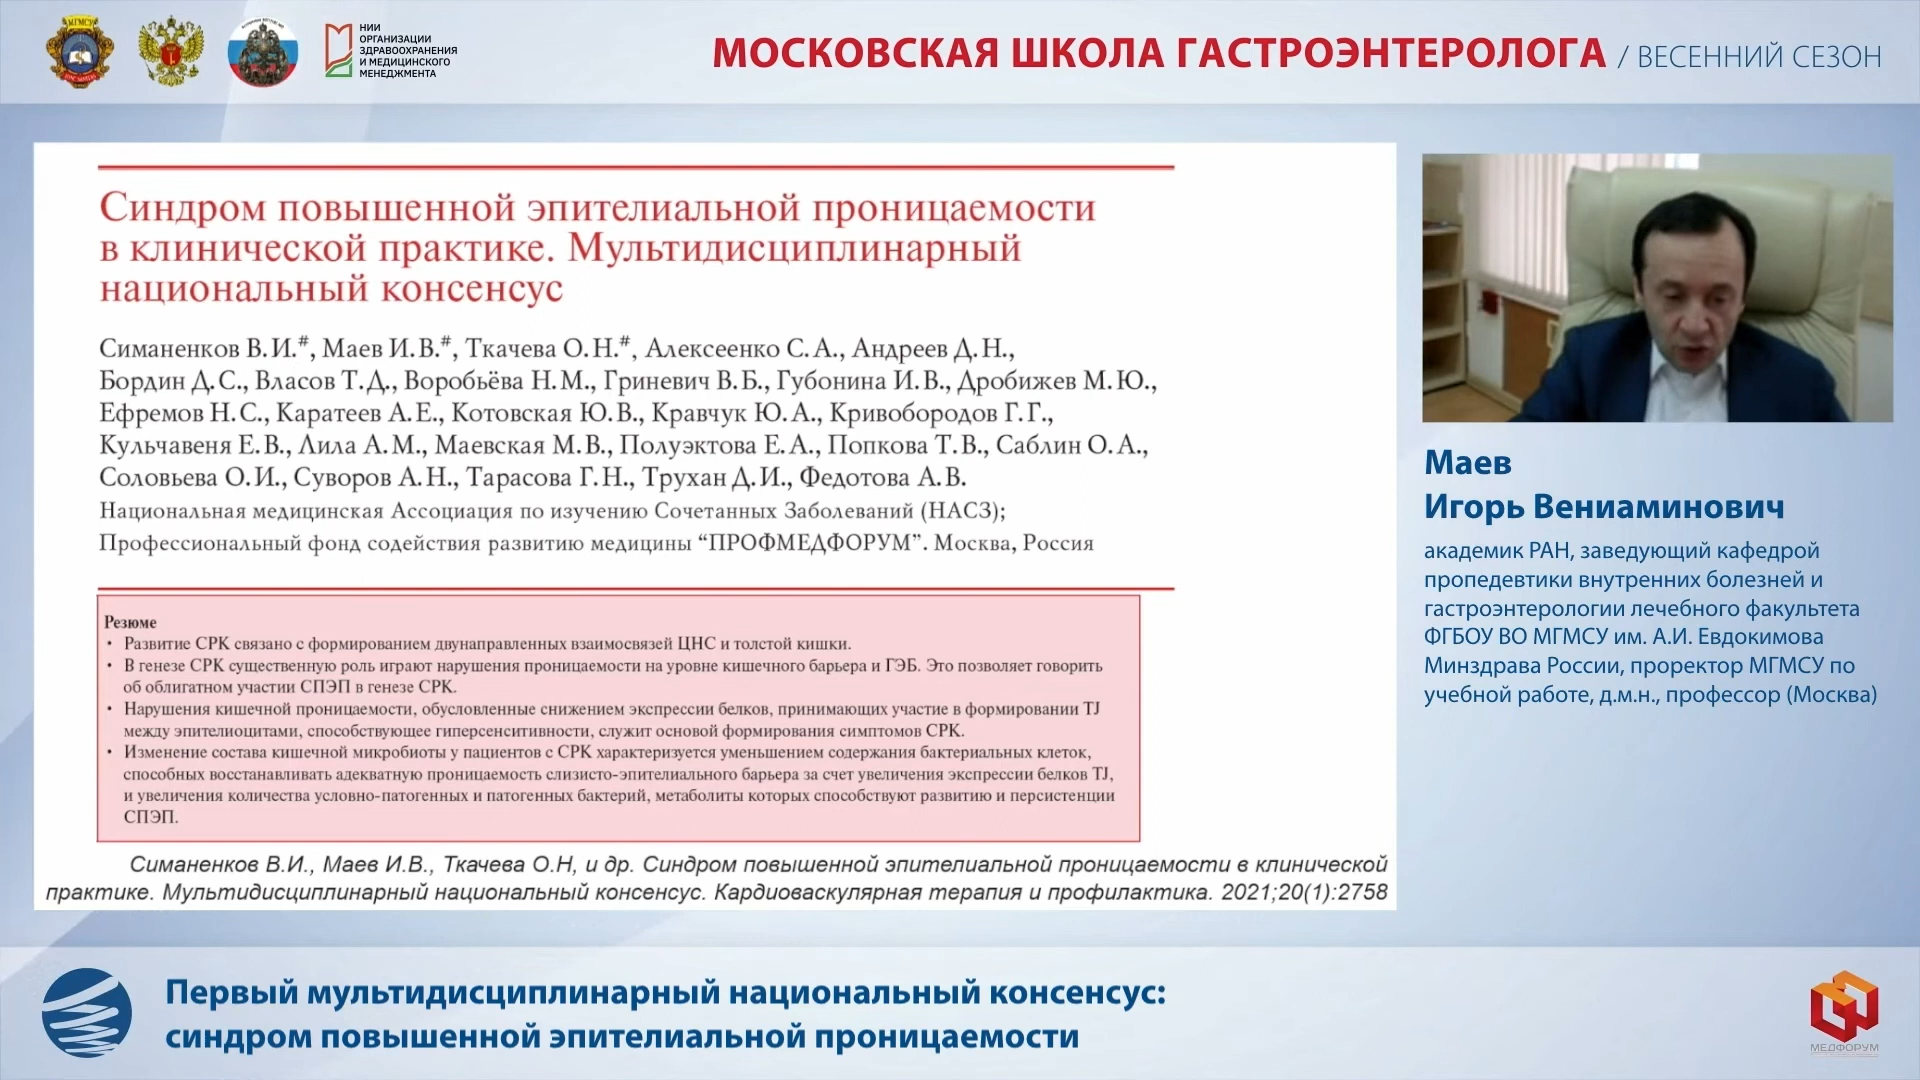 МГМСУ
НИИ
ОРГАНИЗАЦИИ
ЗДРАВООХРАНЕНИЯ
И МЕДИЦИНСКОГО
МЕНЕДЖМЕНТА
МОСКОВСКАЯ ШКОЛА ГАСТРОЭНТЕРОЛОГА / ВЕСЕННИЙ СЕЗОН
Синдром повышенной эпителиальной проницаемости
в клинической практике. Мультидисциплинарный
национальный консенсус
Симаненков В.И.#, Маев И.В.#, Ткачева О.Н.#, Алексеенко С.А., Андреев Д.Н.,
Бордин Д.С., Власов Т.Д., Воробьёва Н.М., Гриневич В.Б., Губонина И.В., Дробижев М.Ю.,
Ефремов Н.С., Каратеев А.Е., Котовская Ю.В., Кравчук Ю.А., Кривобородов Г.Г.,
Кульчавеня Е.В., Лила А.М., Маевская М.В., Полуэктова Е.А., Попкова Т.В., Саблин О.А.,
Соловьева О.И., Суворов А.Н., Тарасова Г.Н., Трухан Д.И., Федотова А.В.
Национальная медицинская Ассоциация по изучению Сочетанных Заболеваний (НАСЗ);
Профессиональный фонд содействия развитию медицины “ПРОФМЕДФОРУМ”. Москва, Россия
Резюме
• Развитие СРК связано с формированием двунаправленных взаимосвязей ЦНС и толстой кишки.
• В генезе СРК существенную роль играют нарушения проницаемости на уровне кишечного барьера и ГЭБ. Это позволяет говорить
об облигатном участии СПЭП в генезе СРК.
• Нарушения кишечной проницаемости, обусловленные снижением экспрессии белков, принимающих участие в формировании TJ
между эпителиоцитами, способствующее гиперсенситивности, служит основой формирования симптомов СРК.
• Изменение состава кишечной микробиоты у пациентов с СРК характеризуется уменьшением содержания бактериальных клеток,
способных восстанавливать адекватную проницаемость слизисто-эпителиального барьера за счет увеличения экспрессии белков TJ,
и увеличения количества условно-патогенных и патогенных бактерий, метаболиты которых способствуют развитию и персистенции
СПЭП.
Симаненков В.И., Маев И.В., Ткачева О.Н, и др. Синдром повышенной эпителиальной проницаемости в клинической
практике. Мультидисциплинарный национальный консенсус. Кардиоваскулярная терапия и профилактика. 2021;20(1):2758
Маев
Игорь Вениаминович
академик РАН, заведующий кафедрой
пропедевтики внутренних болезней и
гастроэнтерологии лечебного факультета
ФГБОУ ВО МГМСУ им. А.И. Евдокимова
Минздрава России, проректор МГМСУ по
учебной работе, д.м.н., профессор (Москва)
Первый мультидисциплинарный национальный консенсус:
синдром повышенной эпителиальной проницаемости
МЕДФОРУМ